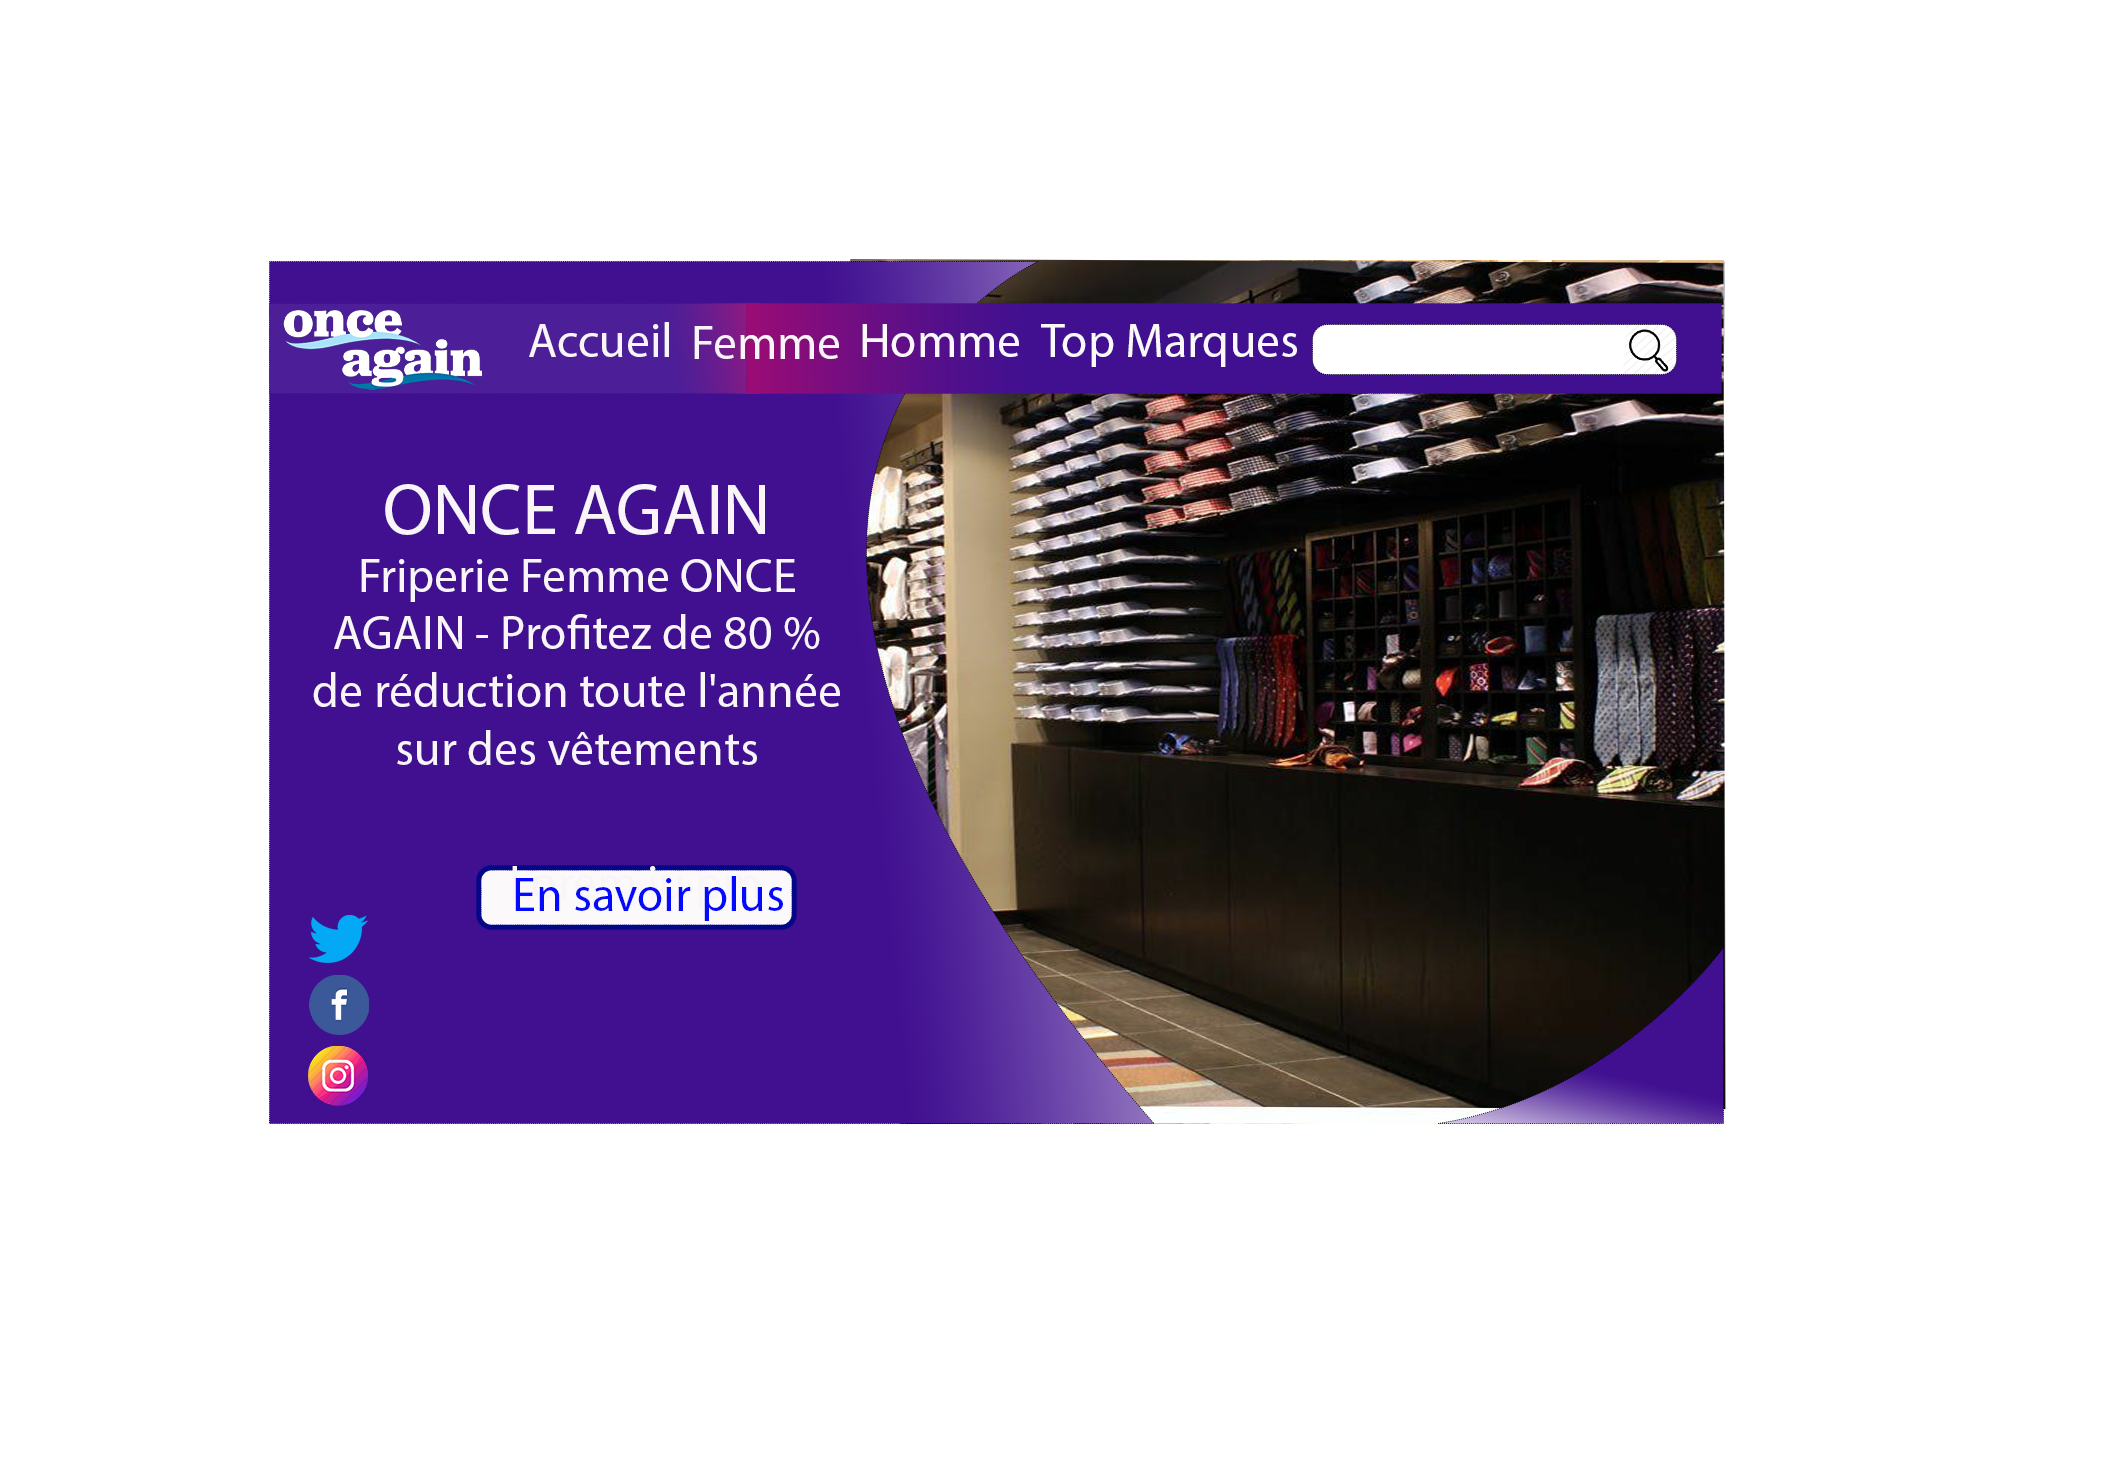 once
again
Accueil Femme Homme Top Marques
ONCE AGAIN
Friperie Femme ONCE
AGAIN - Profitez de 80 %
de réduction toute l'année
sur des vêtements
En savoir plus
f